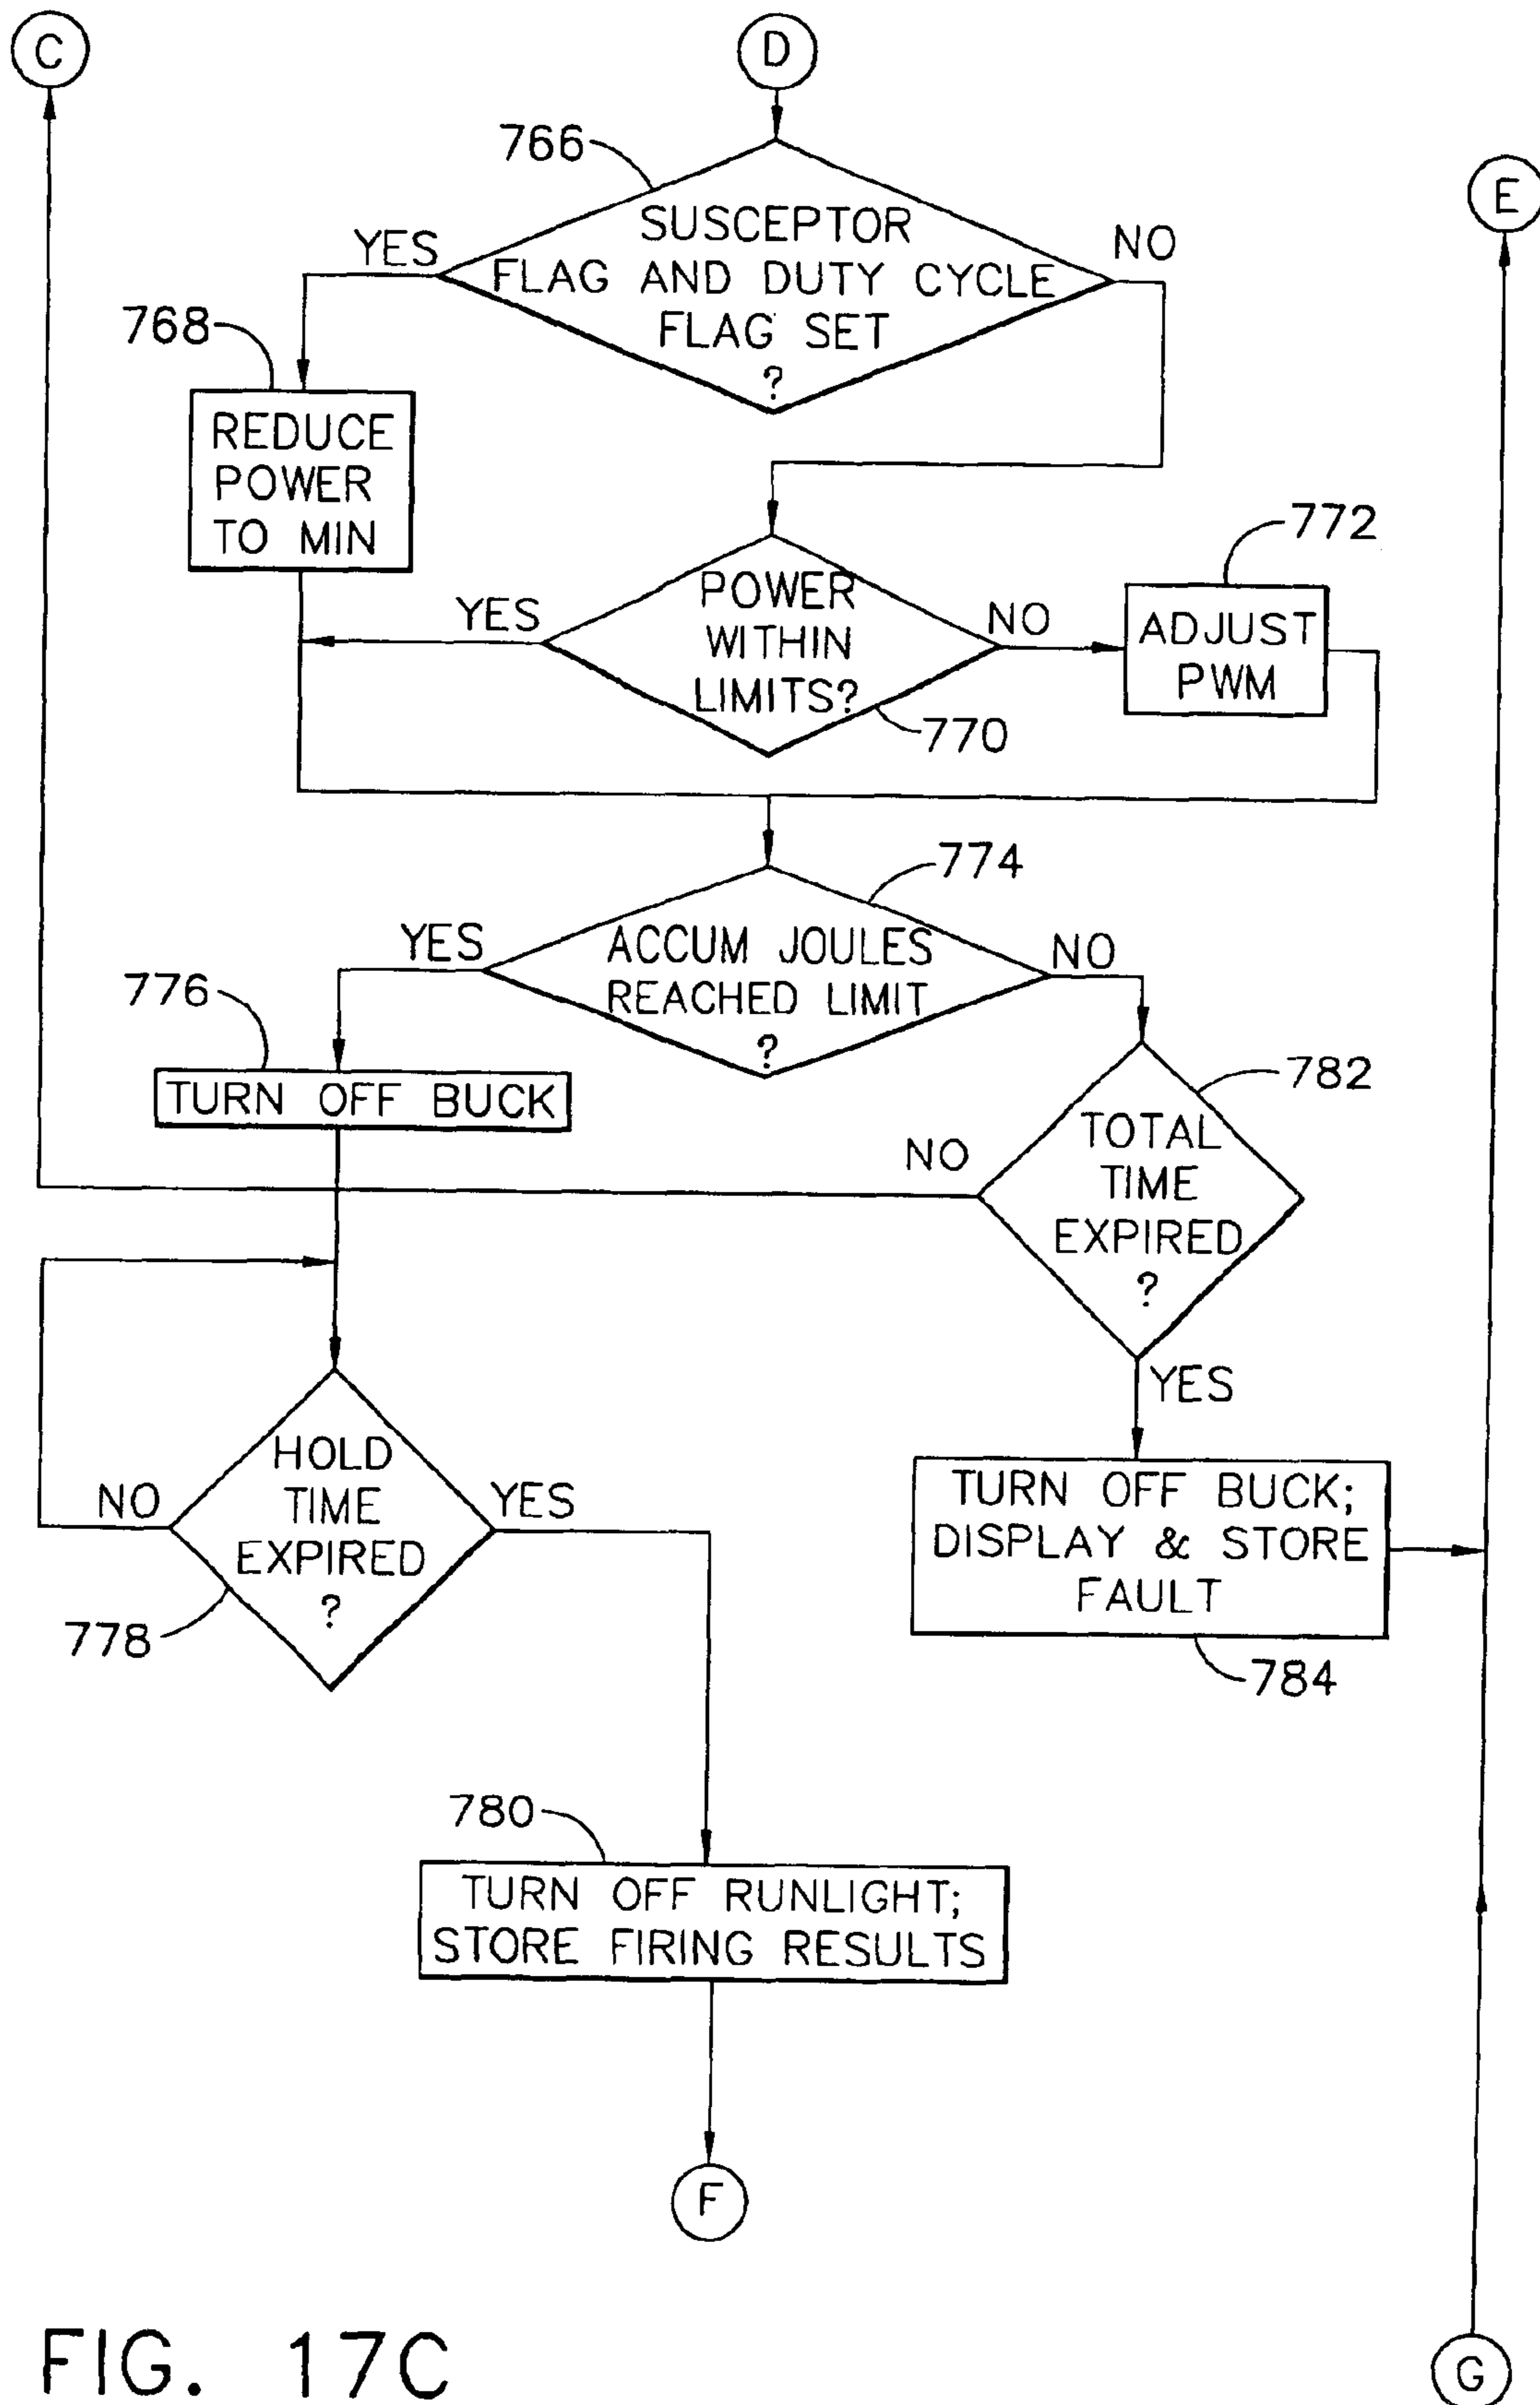 C
D
766
E
SUSCEPTOR
YES
NO
FLAG AND DUTY CYCLE
768
FLAG SET
?
REDUCE
POWER
TO MIN
772
POWER
YES
NO
WITHIN
ADJUST
LIMITS?
PWM
770
774
YES
ACCUM JOULES
NO
776
REACHED LIMIT
?
782
TURN OFF BUCK
TOTAL
NO
TIME
EXPIRED
?
YES
HOLD
NO
TIME
YES
TURN OFF BUCK;
EXPIRED
DISPLAY & STORE
?
FAULT
778
784
780
TURN OFF RUNLIGHT;
STORE FIRING RESULTS
F
FIG. 17C
G